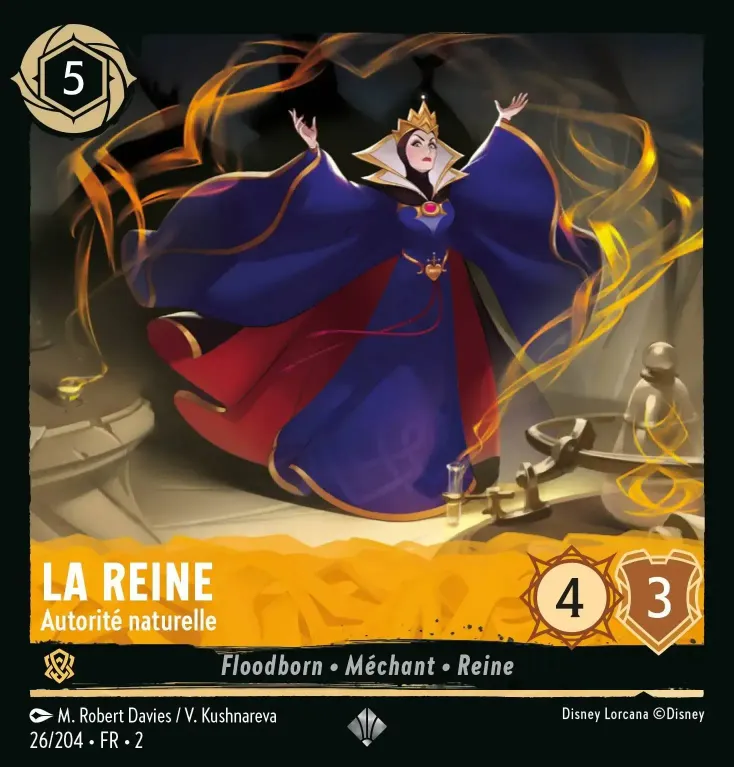 5
LA REINE
Autorité naturelle
4
3
Floodborn • Méchant • Reine
M. Robert Davies / V. Kushnareva
Disney Lorcana ©Disney
26/204 • FR • 2